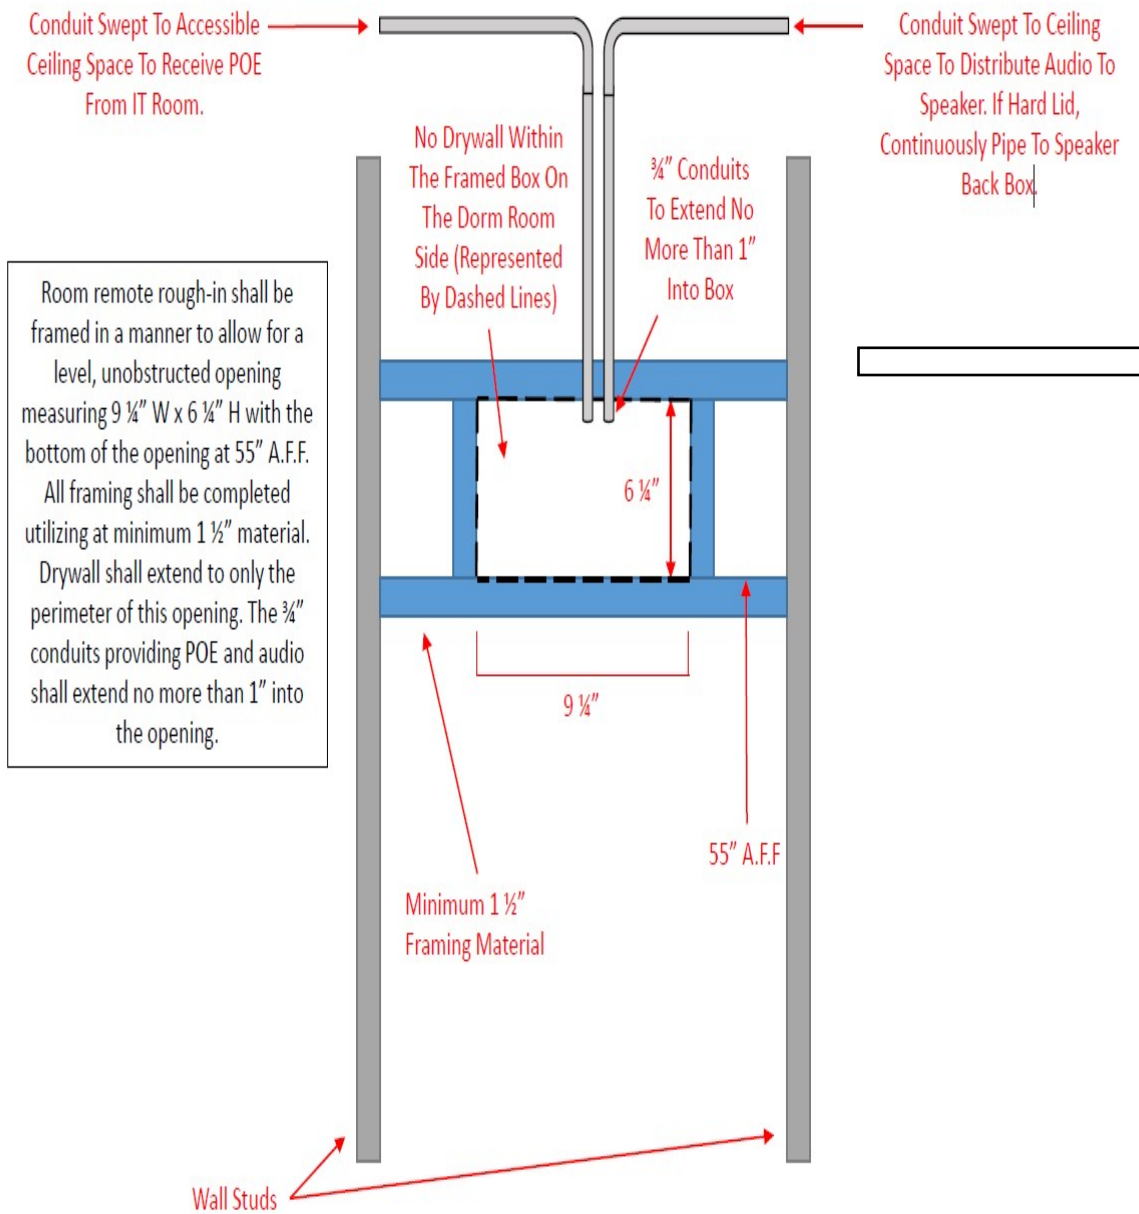 Conduit Swept To Accessible
Ceiling Space To Receive POE
From IT Room.
Conduit Swept To Ceiling
Space To Distribute Audio To
Speaker. If Hard Lid,
Continuously Pipe To Speaker
Back Box.
No Drywall Within
The Framed Box On
The Dorm Room
Side (Represented
By Dashed Lines)
¾” Conduits
To Extend No
More Than 1”
Into Box
Room remote rough-in shall be
framed in a manner to allow for a
level, unobstructed opening
measuring 9 ¼” W x 6 ¼” H with the
bottom of the opening at 55” A.F.F.
All framing shall be completed
utilizing at minimum 1 ½” material.
Drywall shall extend to only the
perimeter of this opening. The ¾”
conduits providing POE and audio
shall extend no more than 1” into
the opening.
6 ¼”
9 ¼”
55” A.F.F
Minimum 1 ½”
Framing Material
Wall Studs